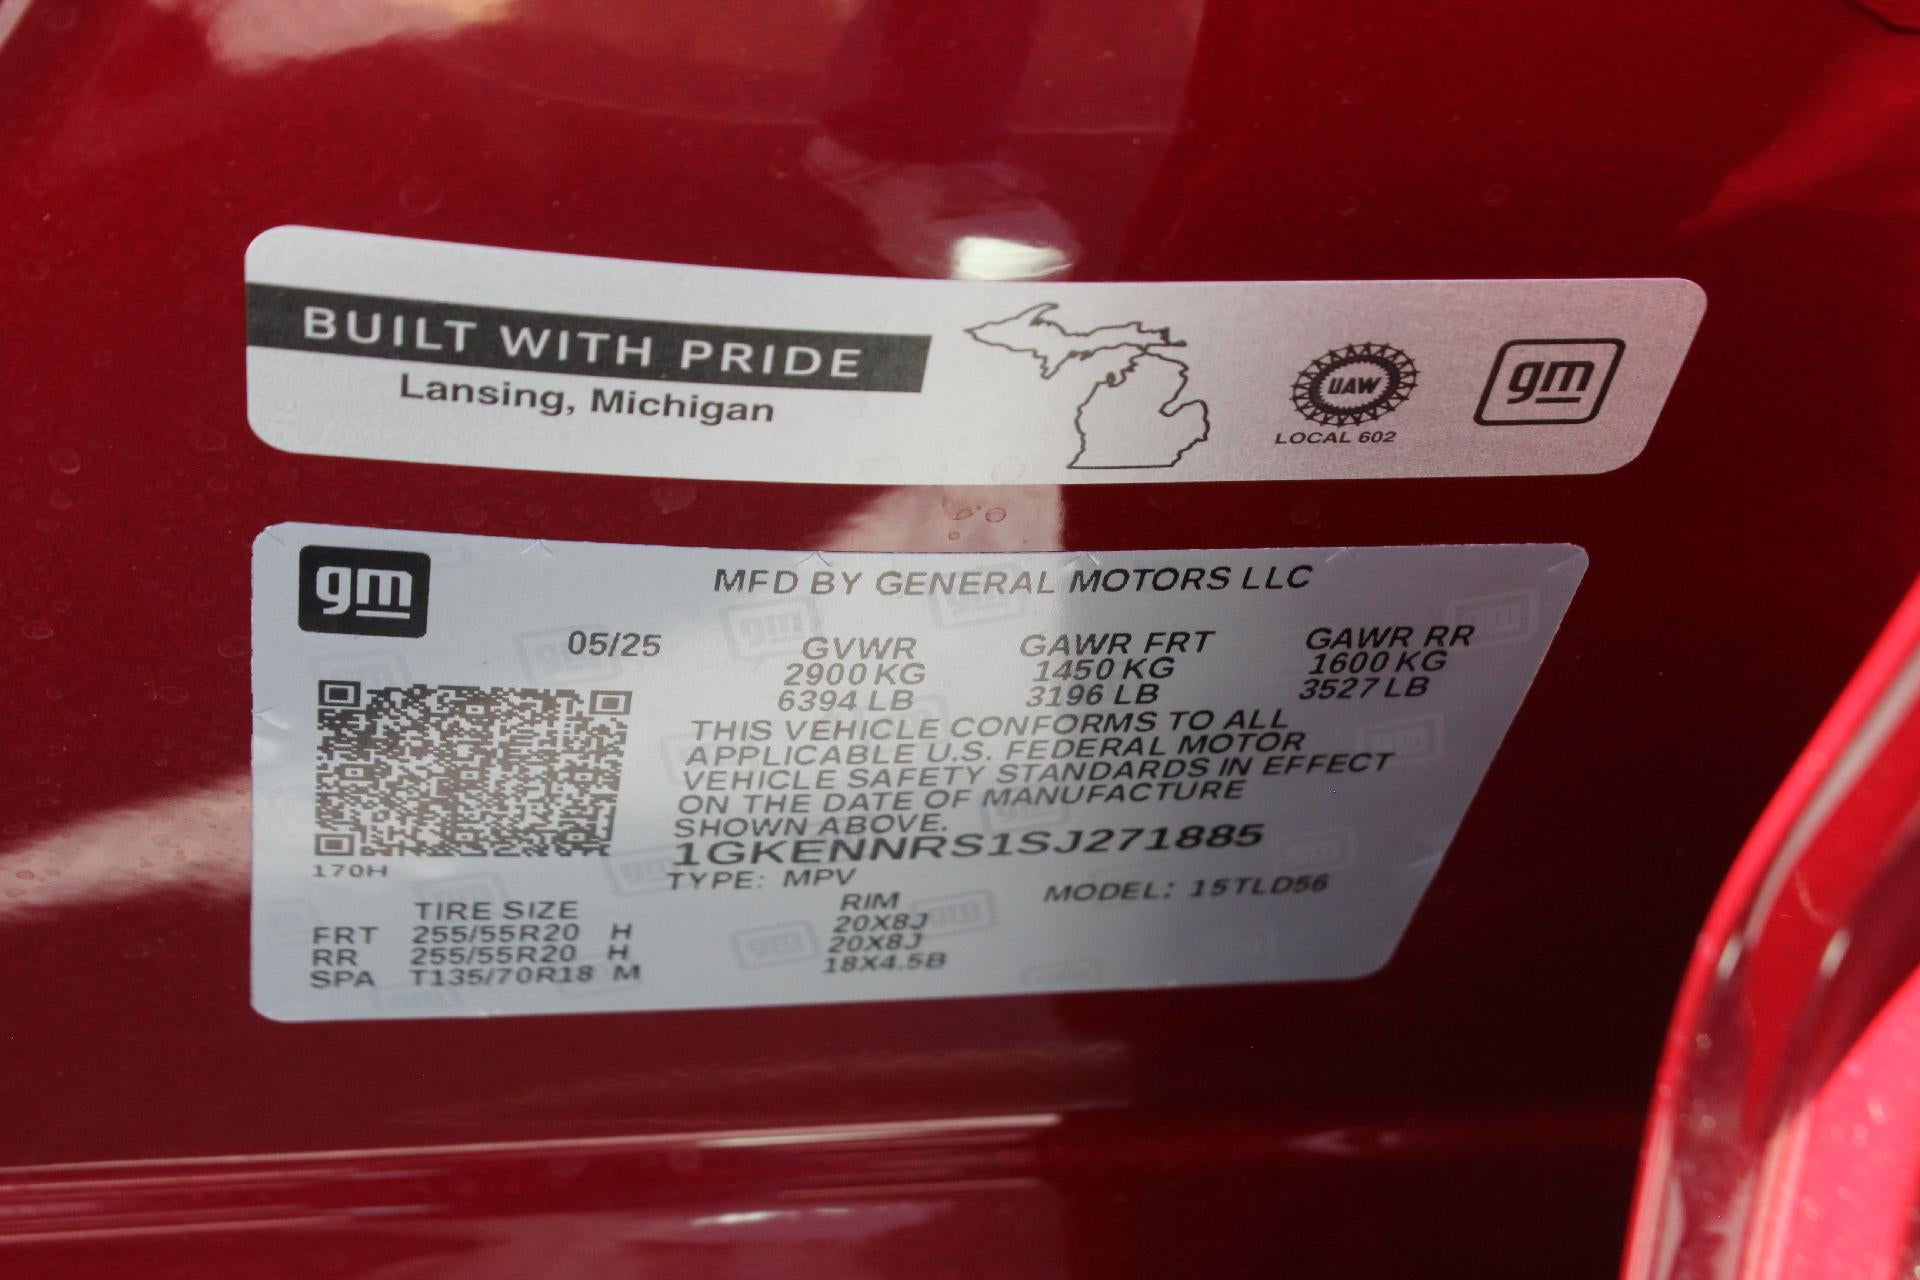 BUILT WITH PRIDE
Lansing, Michigan
UAW
LOCAL 602
gm
gm
MFD BY GENERAL MOTORS LLC
05/25 GVWR GAWR FRT GAWR RR
2900 KG 1450 KG 1600 KG
6394 LB 3196 LB 3527 LB
THIS VEHICLE CONFORMS TO ALL
APPLICABLE U.S. FEDERAL MOTOR
VEHICLE SAFETY STANDARDS IN EFFECT
ON THE DATE OF MANUFACTURE
SHOWN ABOVE.
1GKENNRS1SJ271885
170H
TYPE: MPV MODEL: 15TLD56
TIRE SIZE RIM
FRT 255/55R20 H 20X8J
RR 255/55R20 H 20X8J
SPA T135/70R18 M 18X4.5B